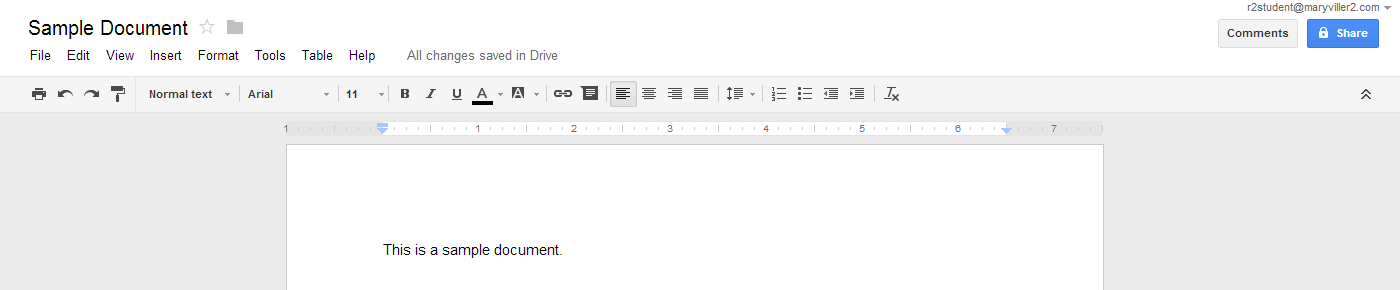 r2student@maryviller2.com
Sample Document
Comments
Share
File Edit View Insert Format Tools Table Help All changes saved in Drive
Normal text Arial 11 B I U A A
1 1 2 3 4 5 6 7
This is a sample document.